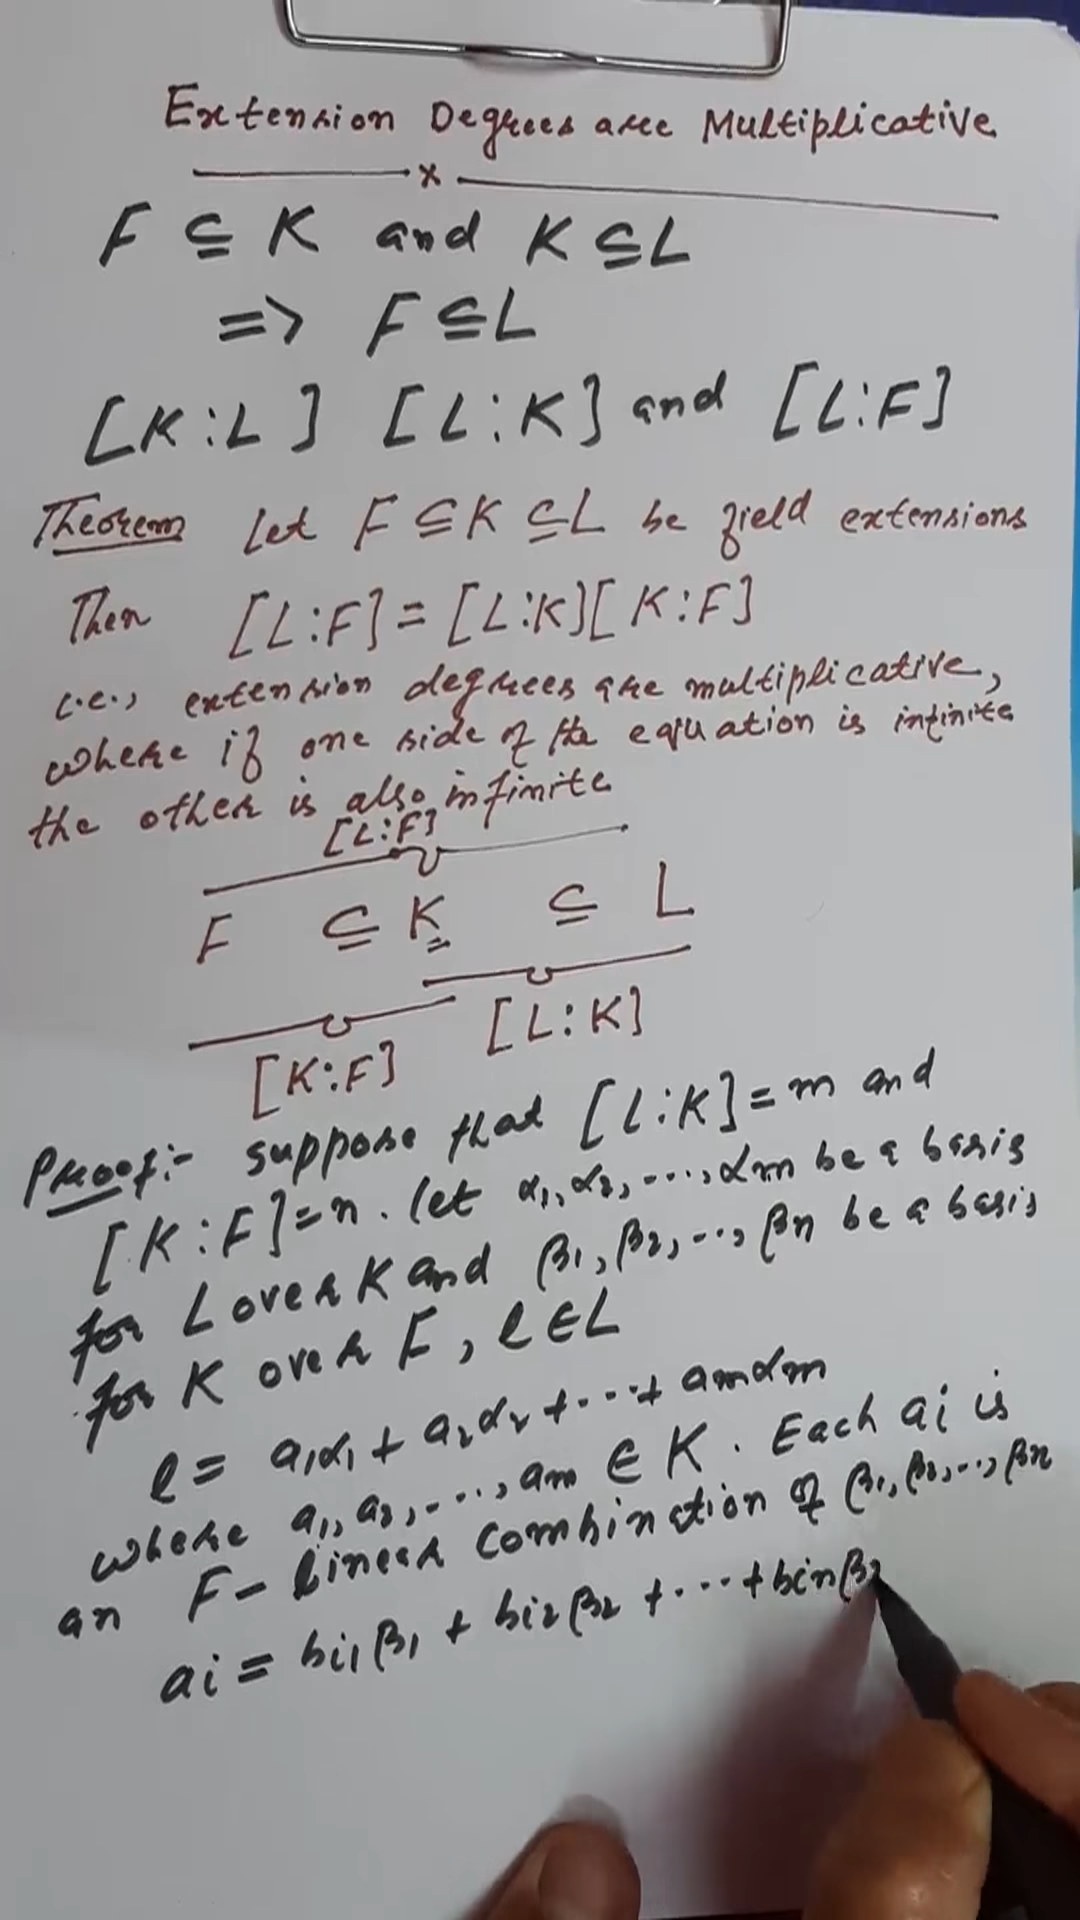 Extension Degrees are Multiplicative
x
F ⊆ K and K ⊆ L
=> F ⊆ L
[K:L] [L:K] and [L:F]
Theorem Let F ⊆ K ⊆ L be field extensions
Then [L:F] = [L:K][K:F]
i.e., extension degrees are multiplicative,
where if one side of the equation is infinite
the other is also infinite
[L:F]
F ⊆ K ⊆ L
[L:K]
[K:F]
Proof:- suppose that [L:K] = m and
[K:F] = n. let α1, α2, ..., αm be a basis
for L over K and β1, β2, ..., βn be a basis
for K over F, l ∈ L
l = a1α1 + a2α2 + ... + amαm
where a1, a2, ..., am ∈ K. Each ai is
an F-linear combination of β1, β2, ..., βn
ai = bi1β1 + bi2β2 + ... + binβ